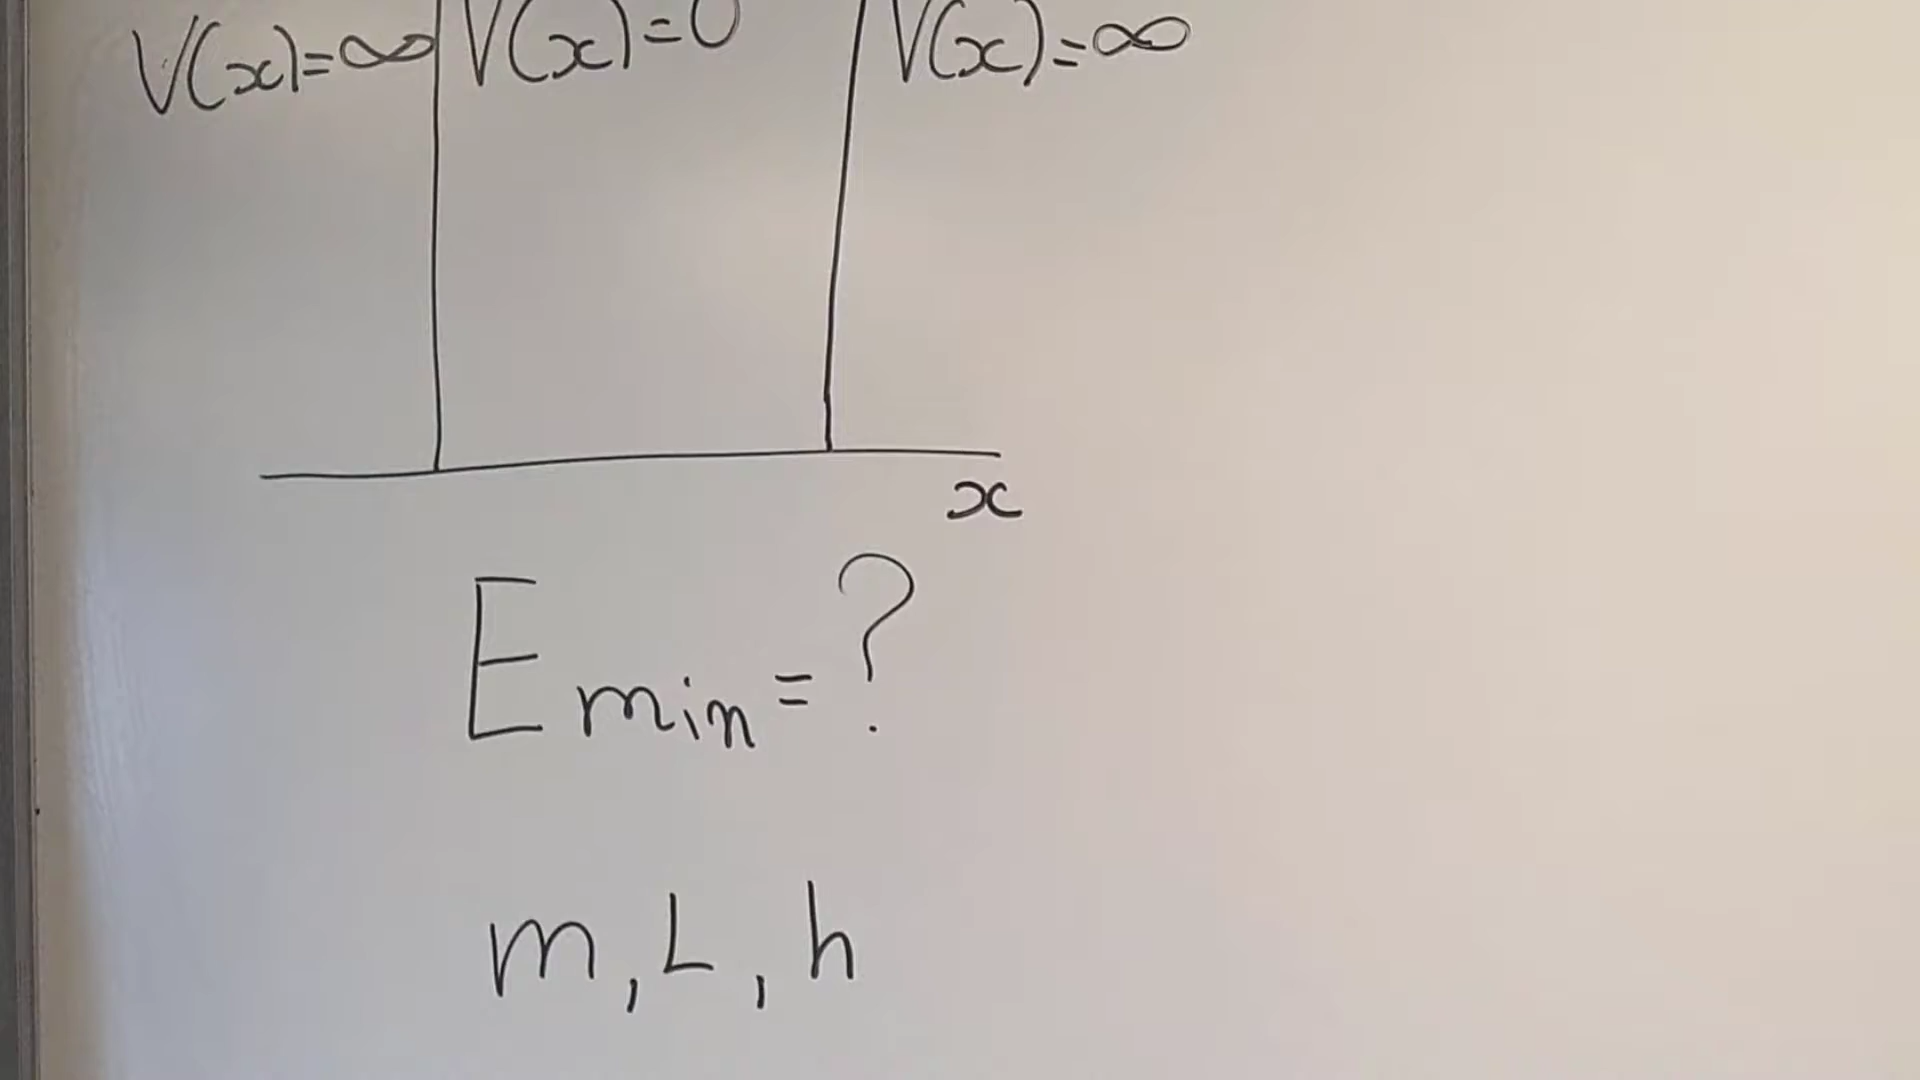 V(x)=∞ V(x)=0 V(x)=∞
x
Emin=?
m, L, h